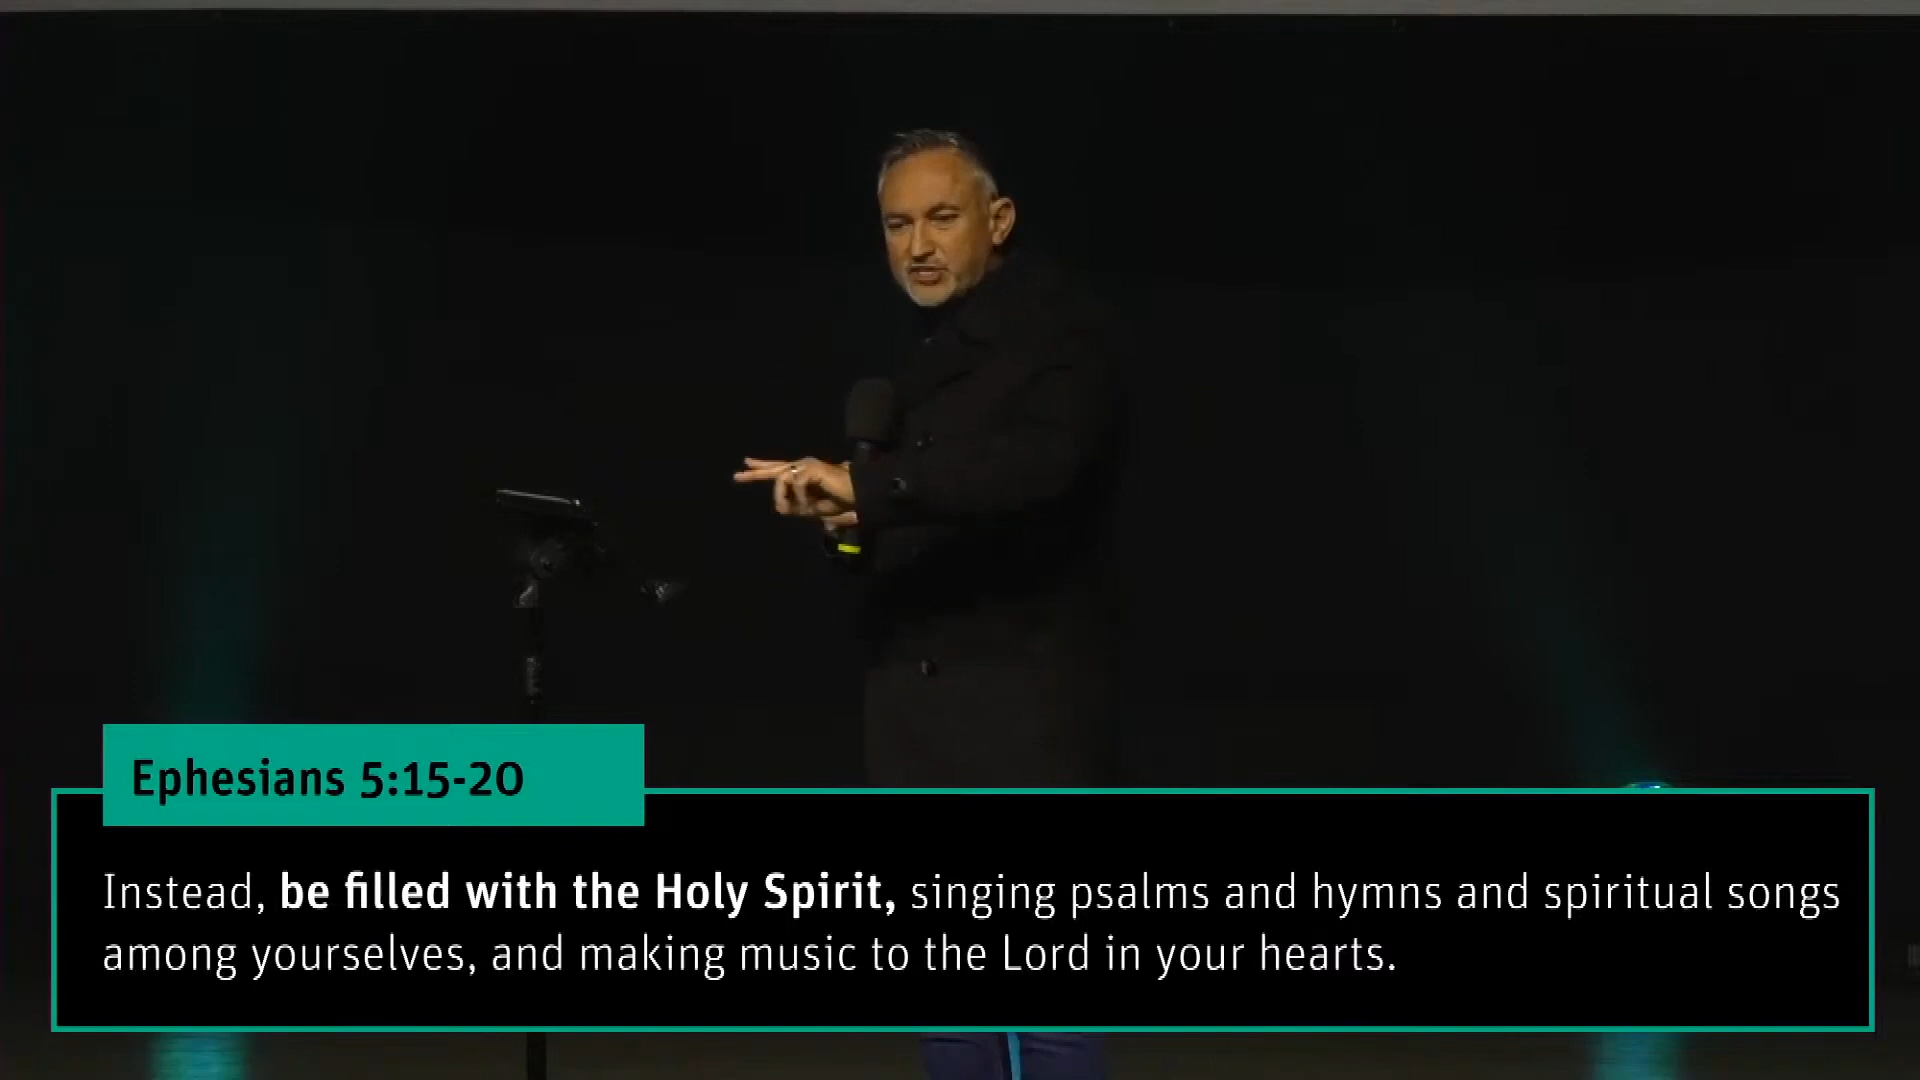 Ephesians 5:15-20
Instead, be filled with the Holy Spirit, singing psalms and hymns and spiritual songs
among yourselves, and making music to the Lord in your hearts.